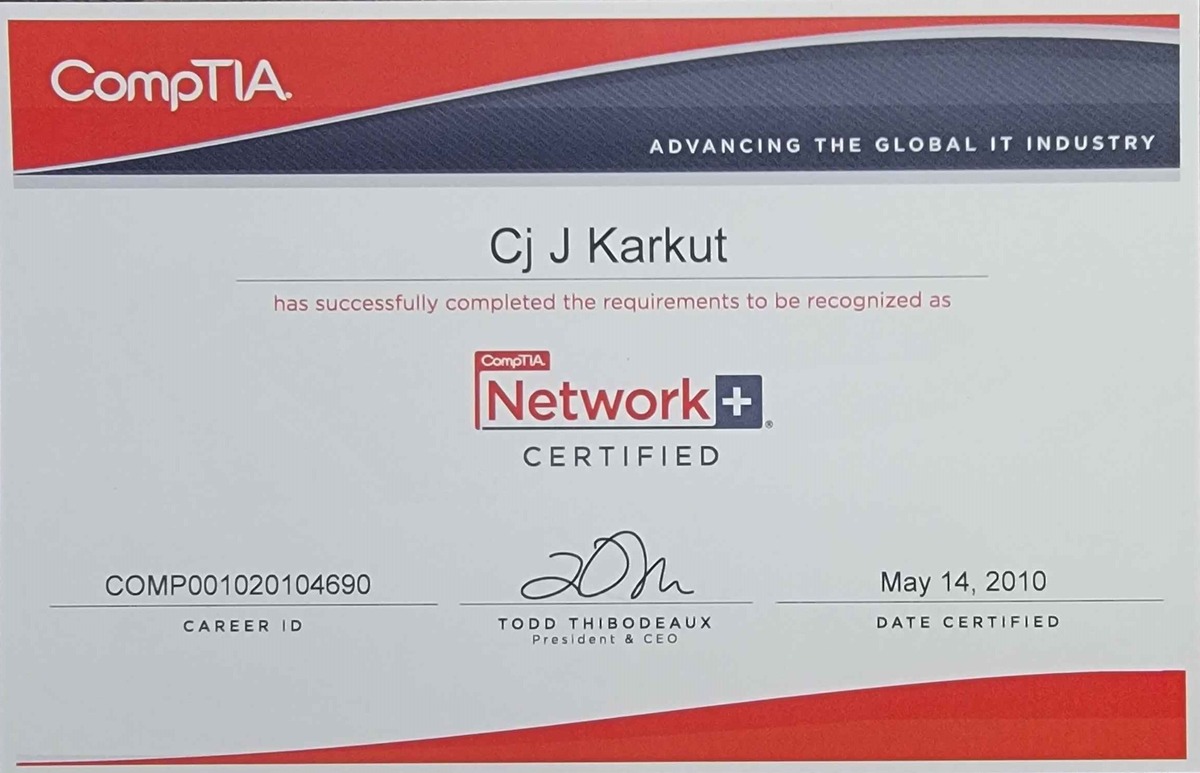 CompTIA.
ADVANCING THE GLOBAL IT INDUSTRY
Cj J Karkut
has successfully completed the requirements to be recognized as
CompTIA.
Network+®
CERTIFIED
COMP001020104690
May 14, 2010
CAREER ID
TODD THIBODEAUX
DATE CERTIFIED
President & CEO